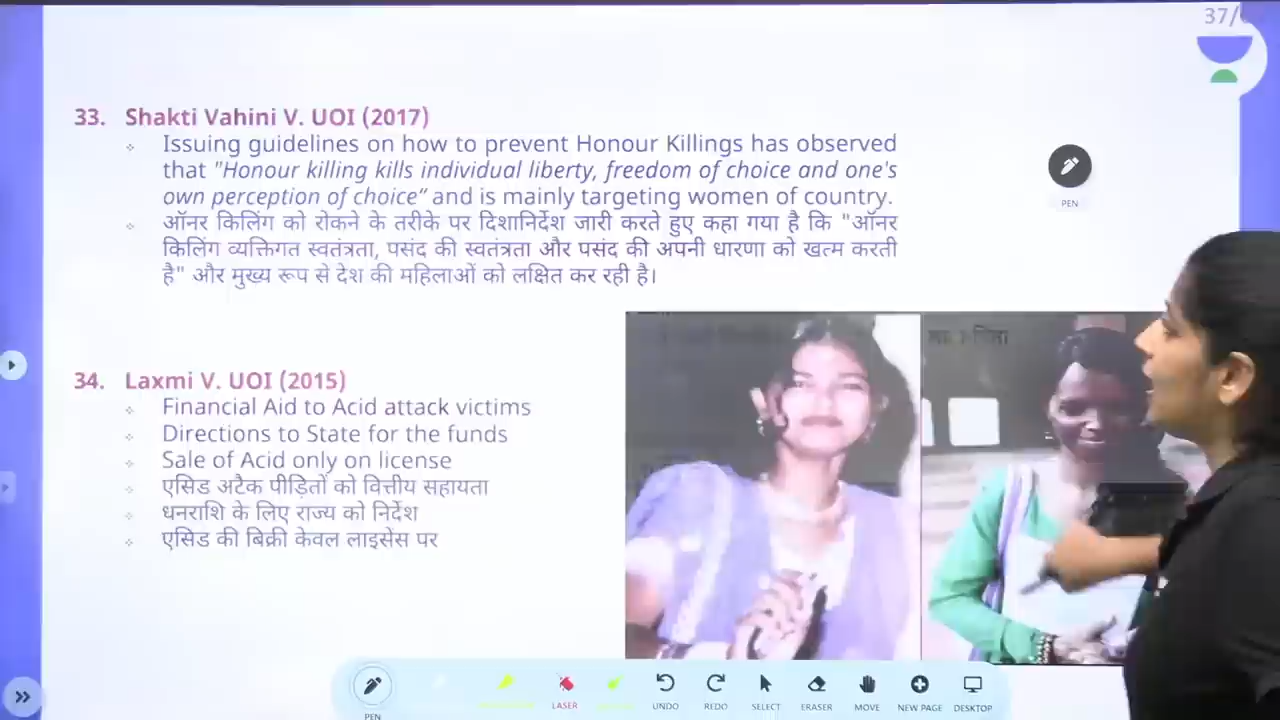 37/
33. Shakti Vahini V. UOI (2017)
Issuing guidelines on how to prevent Honour Killings has observed
that "Honour killing kills individual liberty, freedom of choice and one's
own perception of choice” and is mainly targeting women of country.
ऑनर किलिंग को रोकने के तरीके पर दिशानिर्देश जारी करते हुए कहा गया है कि "ऑनर
किलिंग व्यक्तिगत स्वतंत्रता, पसंद की स्वतंत्रता और पसंद की अपनी धारणा को खत्म करती
है" और मुख्य रूप से देश की महिलाओं को लक्षित कर रही है।
PEN
34. Laxmi V. UOI (2015)
Financial Aid to Acid attack victims
Directions to State for the funds
Sale of Acid only on license
एसिड अटैक पीड़ितों को वित्तीय सहायता
धनराशि के लिए राज्य को निर्देश
एसिड की बिक्री केवल लाइसेंस पर
PEN LASER UNDO REDO SELECT ERASER MOVE NEW PAGE DESKTOP